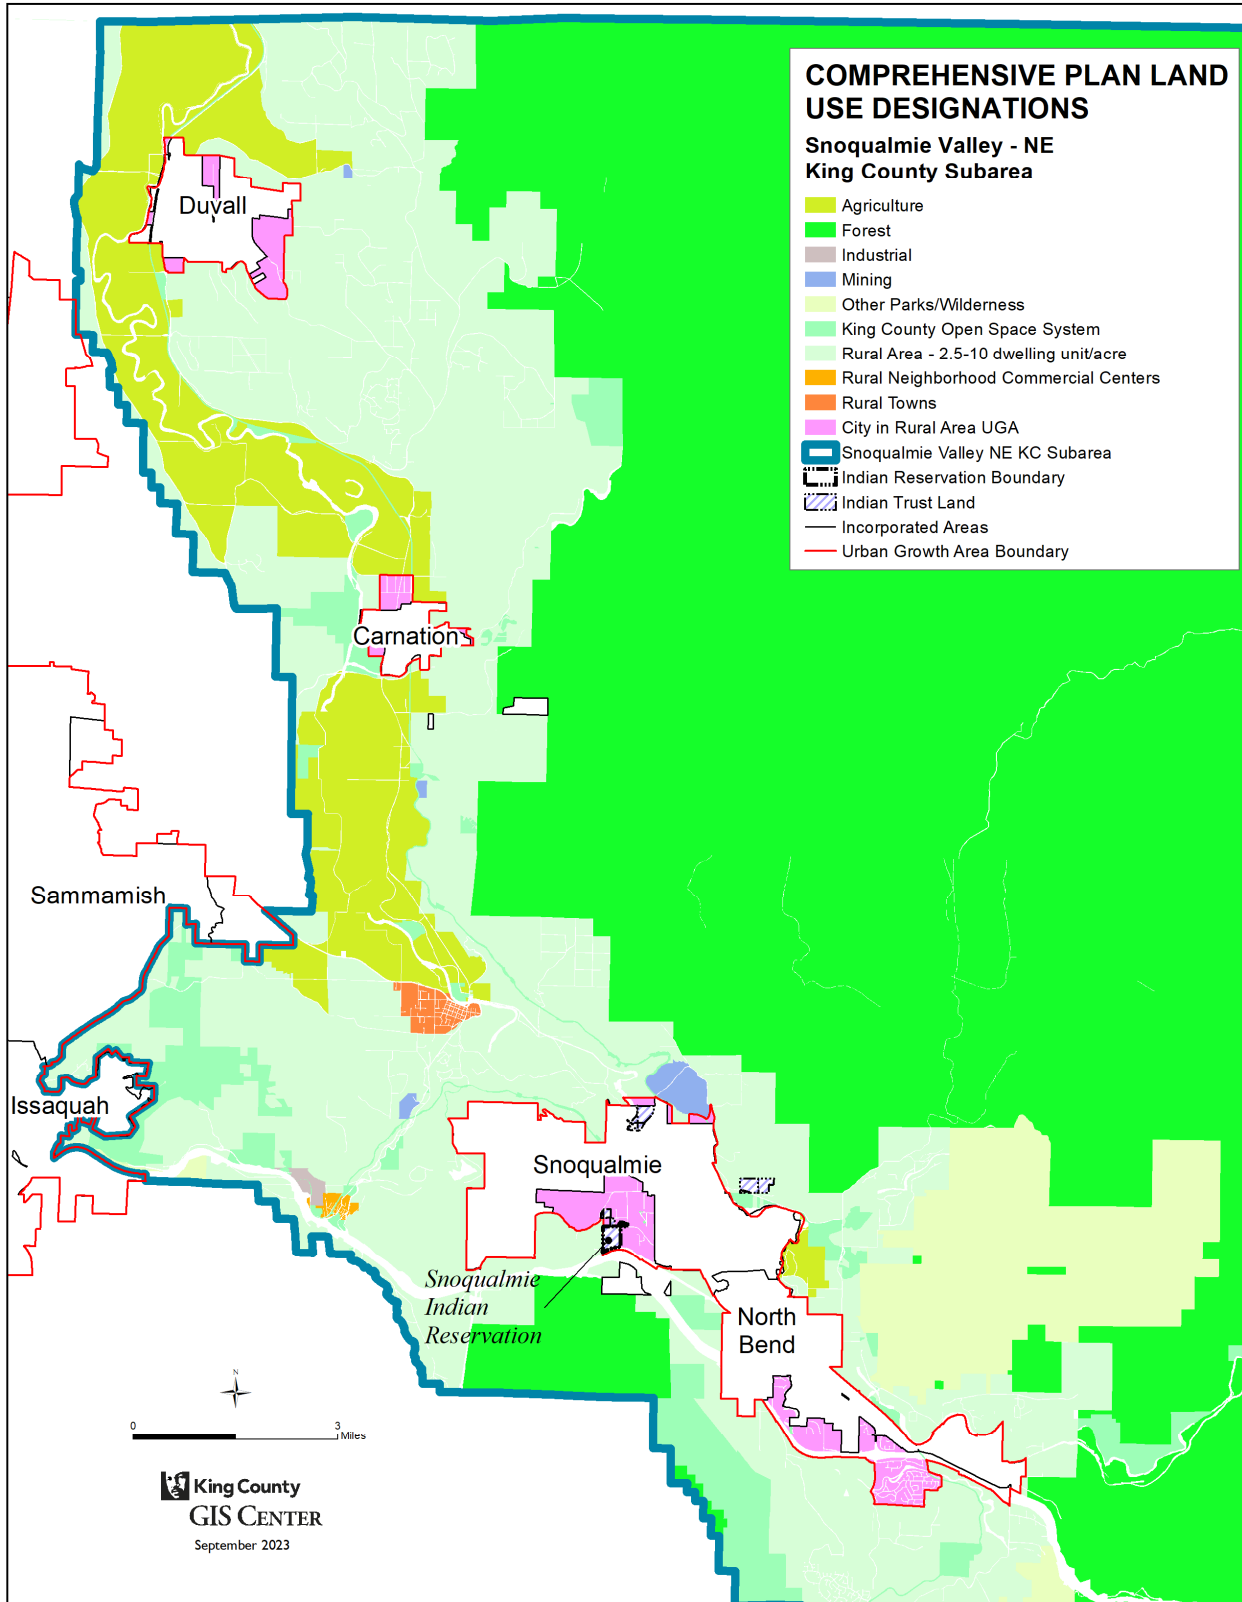 COMPREHENSIVE PLAN LAND
USE DESIGNATIONS
Snoqualmie Valley - NE
King County Subarea
Agriculture
Forest
Industrial
Mining
Other Parks/Wilderness
King County Open Space System
Rural Area - 2.5-10 dwelling unit/acre
Rural Neighborhood Commercial Centers
Rural Towns
City in Rural Area UGA
Snoqualmie Valley NE KC Subarea
Indian Reservation Boundary
Indian Trust Land
Incorporated Areas
Urban Growth Area Boundary
Duvall
Carnation
Sammamish
Issaquah
Snoqualmie
Snoqualmie
Indian
Reservation
North
Bend
N
0 3
Miles
King County
GIS CENTER
September 2023